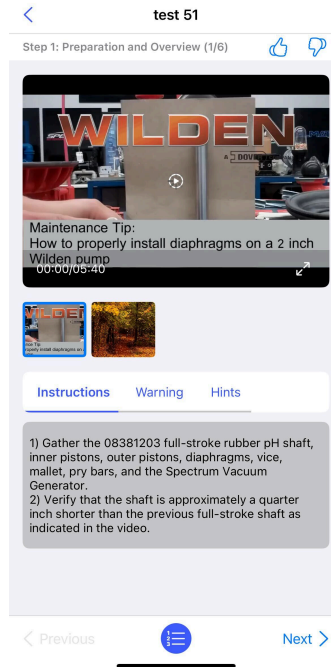 test 51
Step 1: Preparation and Overview (1/6)
WILDEN
Maintenance Tip:
How to properly install diaphragms on a 2 inch
Wilden pump
00:00/05:40
Instructions
Warning
Hints
1) Gather the 08381203 full-stroke rubber pH shaft,
inner pistons, outer pistons, diaphragms, vice,
mallet, pry bars, and the Spectrum Vacuum
Generator.
2) Verify that the shaft is approximately a quarter
inch shorter than the previous full-stroke shaft as
indicated in the video.
Previous
Next